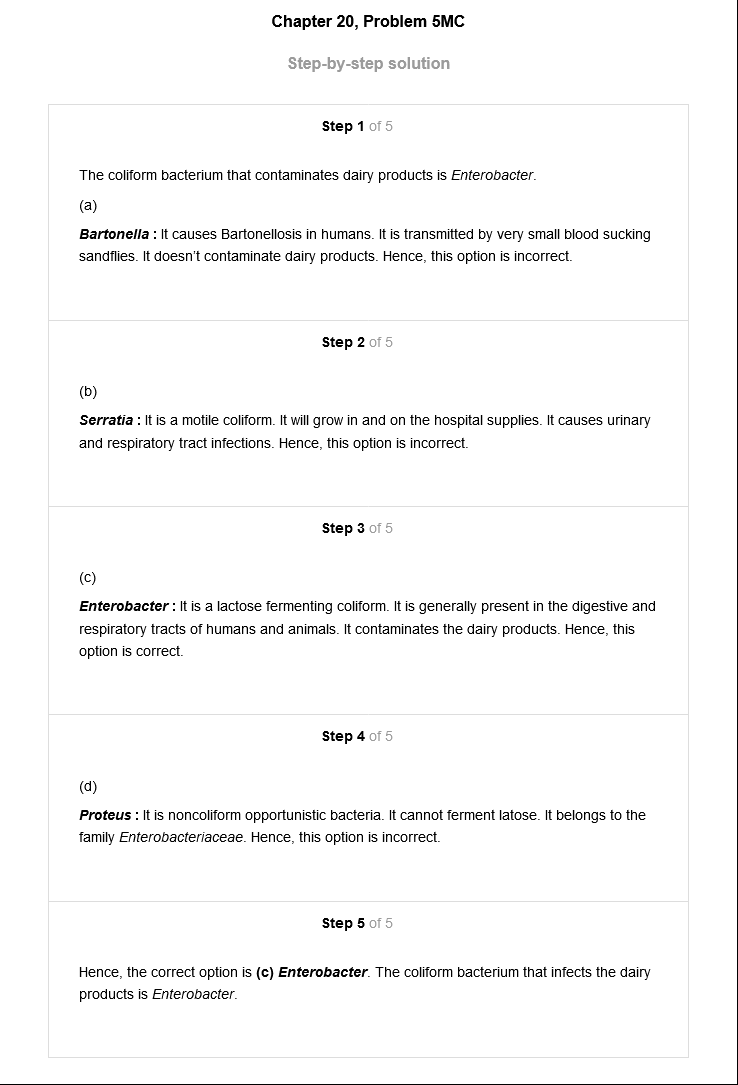 Chapter 20, Problem 5MC
Step-by-step solution
Step 1 of 5
The coliform bacterium that contaminates dairy products is Enterobacter.
(a)
Bartonella : It causes Bartonellosis in humans. It is transmitted by very small blood sucking
sandflies. It doesn't contaminate dairy products. Hence, this option is incorrect.
Step 2 of 5
(b)
Serratia : It is a motile coliform. It will grow in and on the hospital supplies. It causes urinary
and respiratory tract infections. Hence, this option is incorrect.
Step 3 of 5
(c)
Enterobacter : It is a lactose fermenting coliform. It is generally present in the digestive and
respiratory tracts of humans and animals. It contaminates the dairy products. Hence, this
option is correct.
Step 4 of 5
(d)
Proteus : It is noncoliform opportunistic bacteria. It cannot ferment latose. It belongs to the
family Enterobacteriaceae. Hence, this option is incorrect.
Step 5 of 5
Hence, the correct option is (c) Enterobacter. The coliform bacterium that infects the dairy
products is Enterobacter.